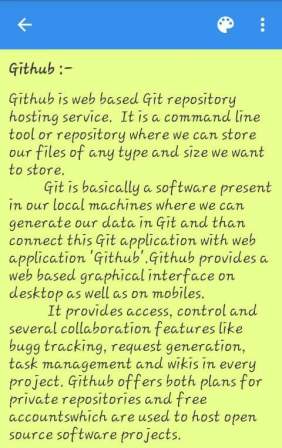 Github :-
Github is web based Git repository
hosting service. It is a command line
tool or repository where we can store
our files of any type and size we want
to store.
Git is basically a software present
in our local machines where we can
generate our data in Git and than
connect this Git application with web
application 'Github'.Github provides a
web based graphical interface on
desktop as well as on mobiles.
It provides access, control and
several collaboration features like
bugg tracking, request generation,
task management and wikis in every
project. Github offers both plans for
private repositories and free
accountswhich are used to host open
source software projects.